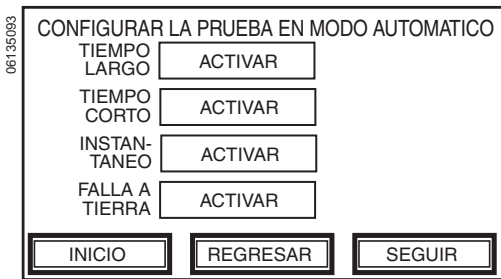 06135093
CONFIGURAR LA PRUEBA EN MODO AUTOMATICO
TIEMPO
LARGO
ACTIVAR
TIEMPO
CORTO
ACTIVAR
INSTAN-
TANEO
ACTIVAR
FALLA A
TIERRA
ACTIVAR
INICIO
REGRESAR
SEGUIR